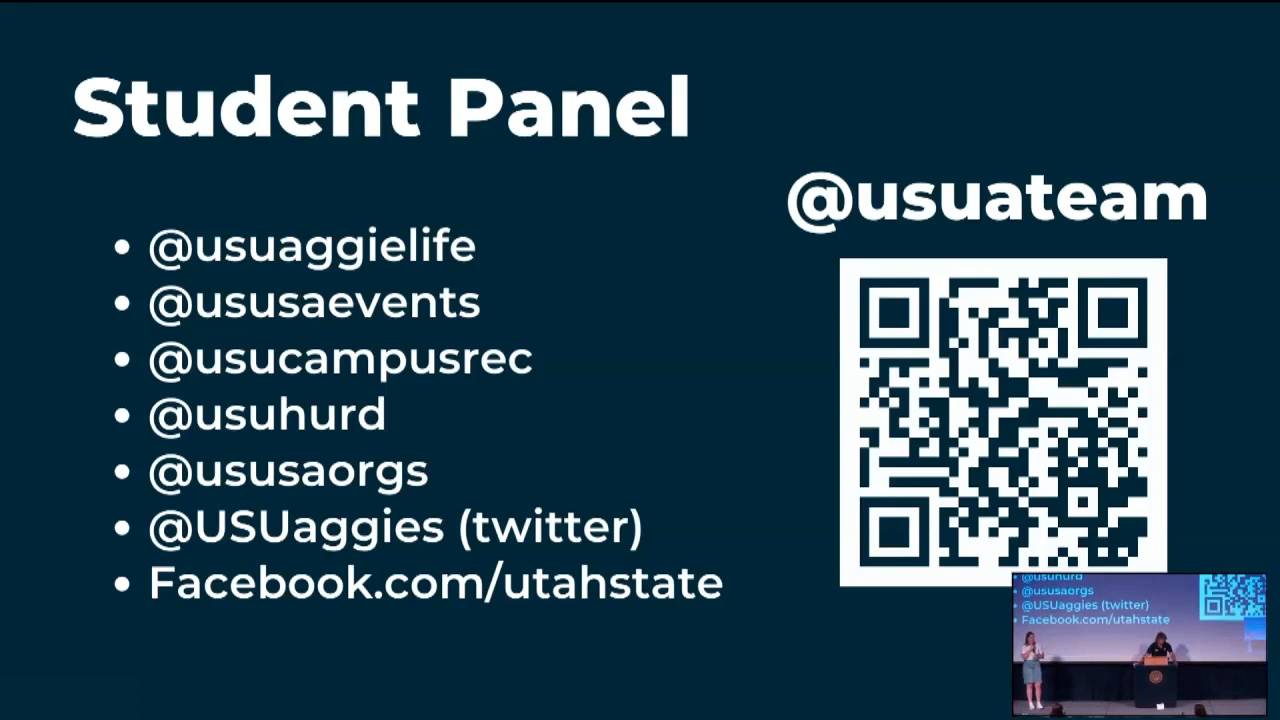 Student Panel
@usuateam
• @usuaggielife
• @ususaevents
• @usucampusrec
• @usuhurd
• @ususaorgs
• @USUaggies (twitter)
• Facebook.com/utahstate
• @usuhurd
• @ususaorgs
• @USUaggies (twitter)
• Facebook.com/utahstate